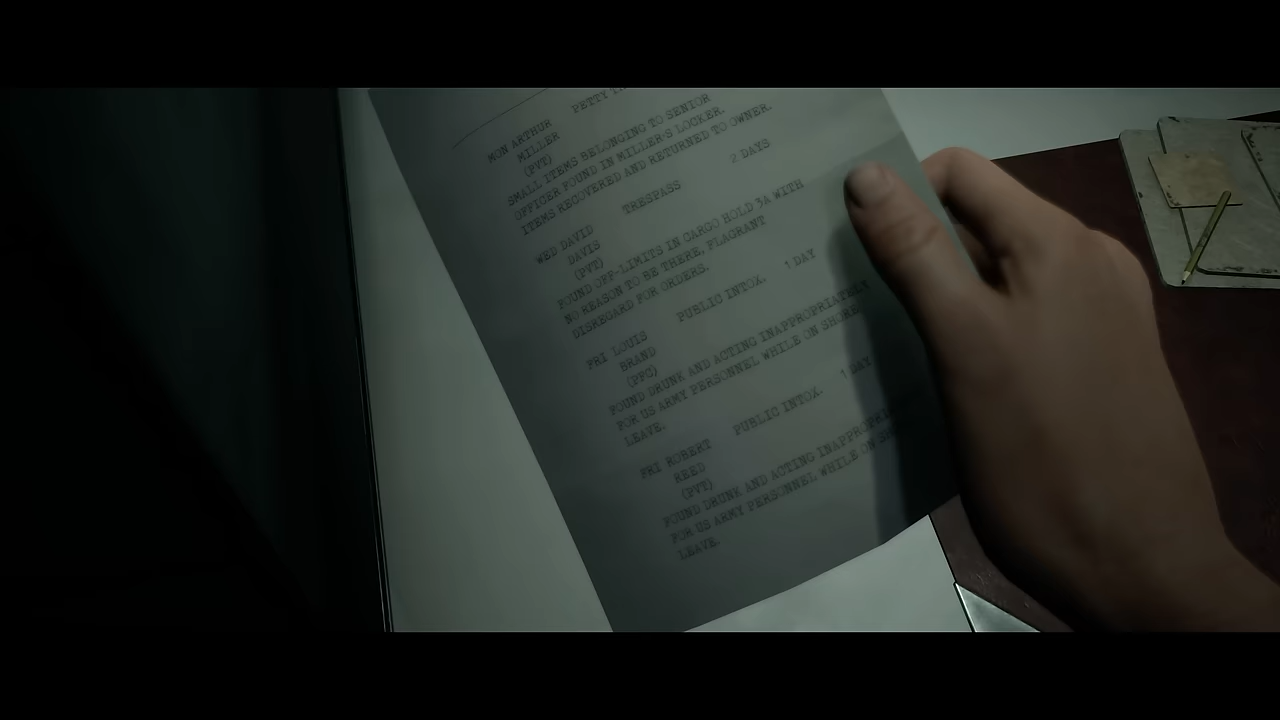 MON ARTHUR PETTY
MILLER
(PVT)
SMALL ITEMS BELONGING TO SENIOR
OFFICER FOUND IN MILLER'S LOCKER.
ITEMS RECOVERED AND RETURNED TO OWNER.
TRESPASS 2 DAYS
WED DAVID
DAVIS
(PVT)
FOUND OFF-LIMITS IN CARGO HOLD 3A WITH
NO REASON TO BE THERE, FLAGRANT
DISREGARD FOR ORDERS.
PUBLIC INTOX. 1 DAY
FRI LOUIS
BRAND
(PFC)
FOUND DRUNK AND ACTING INAPPROPRIATELY
FOR US ARMY PERSONNEL WHILE ON SHORE
LEAVE.
PUBLIC INTOX. 1 DAY
FRI ROBERT
REED
(PVT)
FOUND DRUNK AND ACTING
FOR US ARMY PERSONNEL WHILE ON
LEAVE.